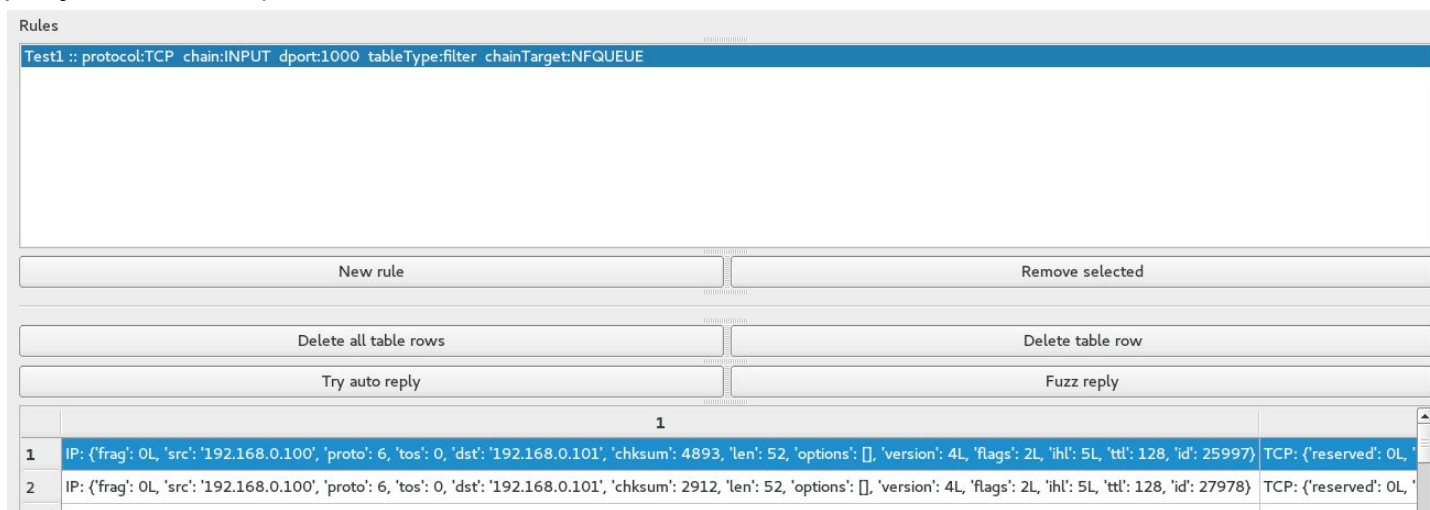 Rules
Test1 :: protocol:TCP chain:INPUT dport:1000 tableType:filter chainTarget:NFQUEUE
New rule Remove selected
Delete all table rows Delete table row
Try auto reply Fuzz reply
1
1 IP: {'frag': 0L, 'src': '192.168.0.100', 'proto': 6, 'tos': 0, 'dst': '192.168.0.101', 'chksum': 4893, 'len': 52, 'options': [], 'version': 4L, 'flags': 2L, 'ihl': 5L, 'ttl': 128, 'id': 25997} TCP: {'reserved': 0L, '
2 IP: {'frag': 0L, 'src': '192.168.0.100', 'proto': 6, 'tos': 0, 'dst': '192.168.0.101', 'chksum': 2912, 'len': 52, 'options': [], 'version': 4L, 'flags': 2L, 'ihl': 5L, 'ttl': 128, 'id': 27978} TCP: {'reserved': 0L, '